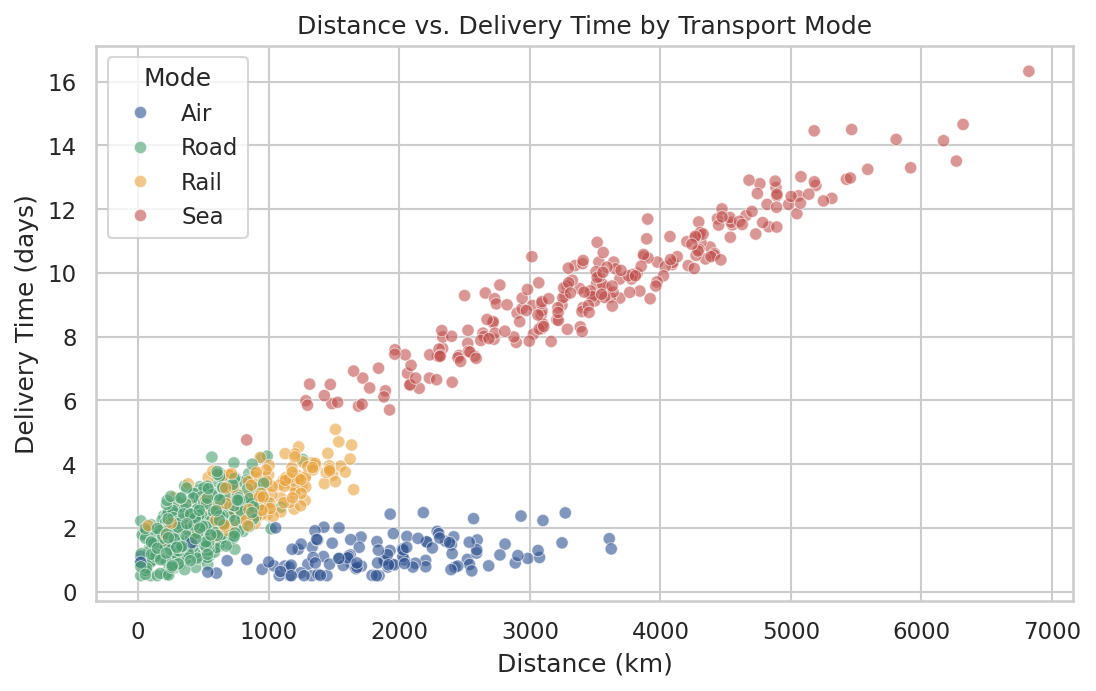 Distance vs. Delivery Time by Transport Mode
Mode
Air
Road
Rail
Sea
Delivery Time (days)
16
14
12
10
8
6
4
2
0
0 1000 2000 3000 4000 5000 6000 7000
Distance (km)